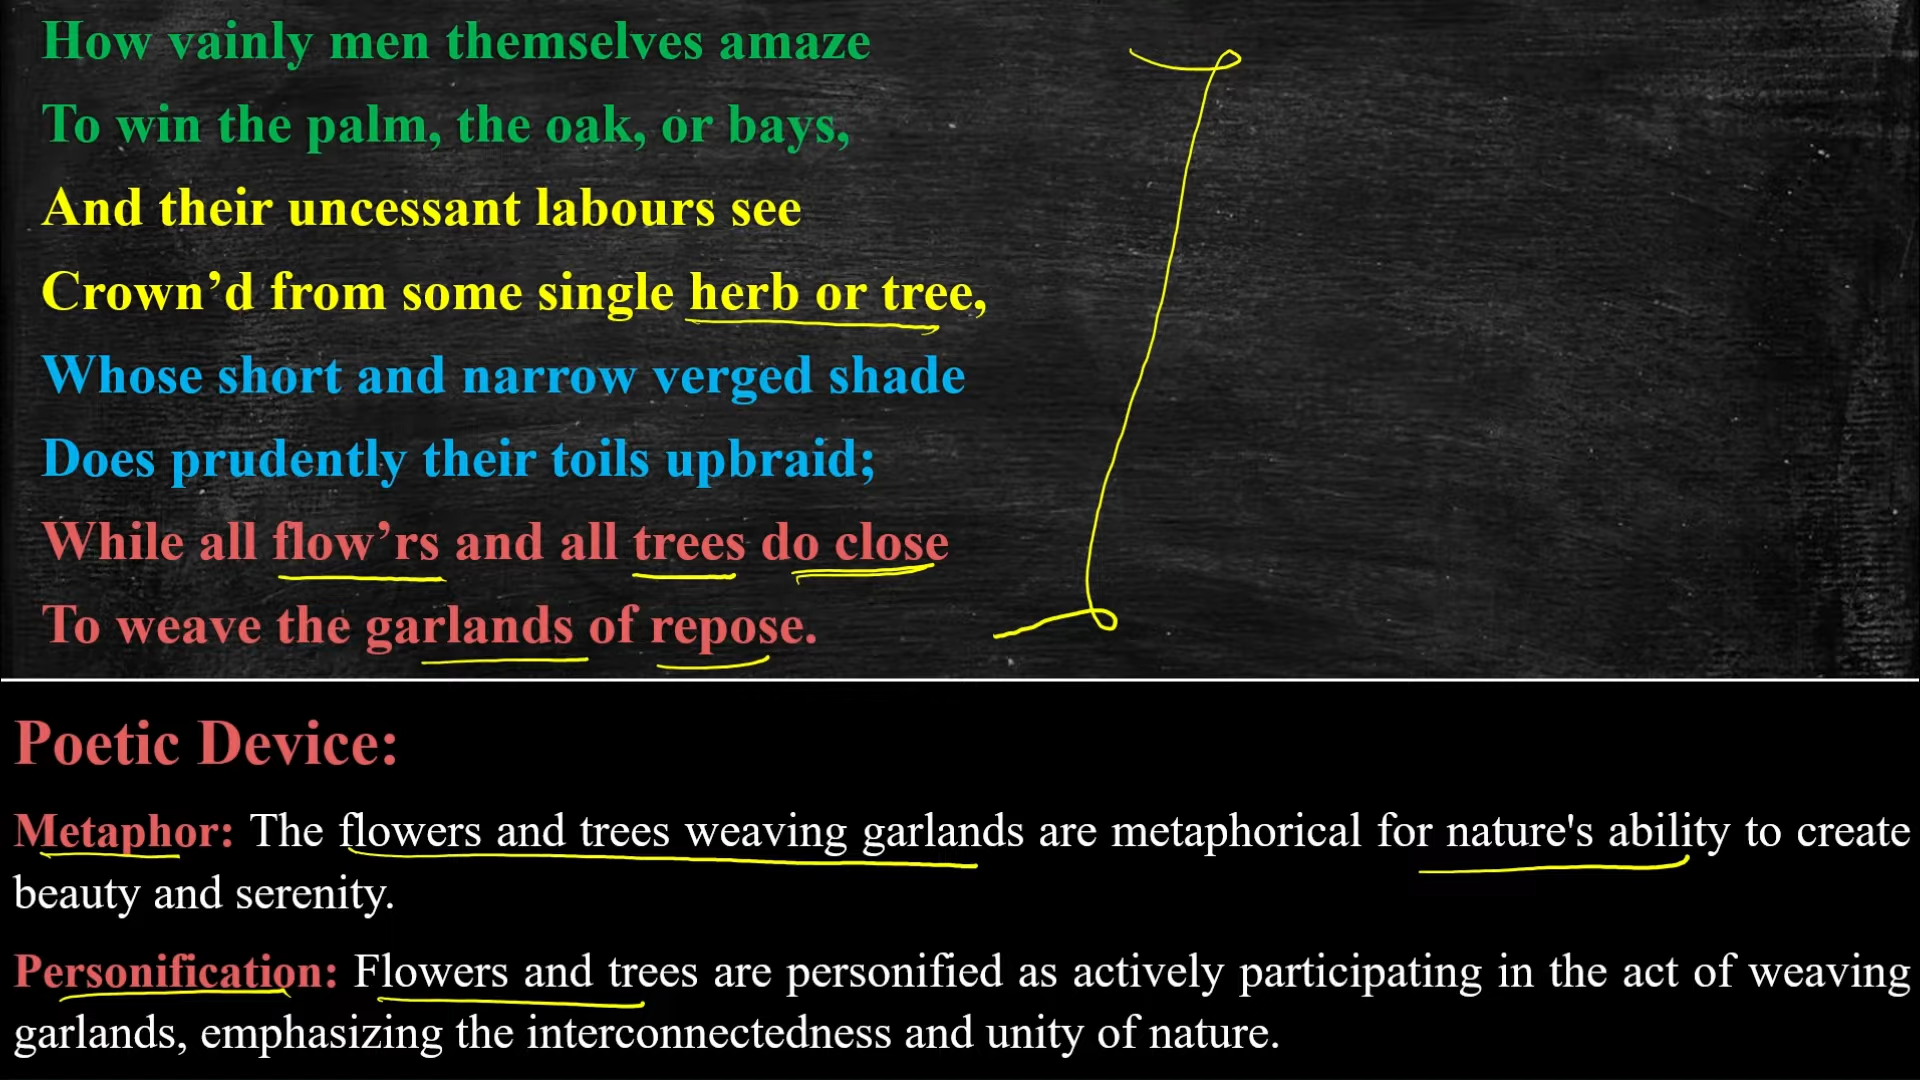 How vainly men themselves amaze
To win the palm, the oak, or bays,
And their uncessant labours see
Crown’d from some single herb or tree,
Whose short and narrow verged shade
Does prudently their toils upbraid;
While all flow’rs and all trees do close
To weave the garlands of repose.
Poetic Device:
Metaphor: The flowers and trees weaving garlands are metaphorical for nature's ability to create
beauty and serenity.
Personification: Flowers and trees are personified as actively participating in the act of weaving
garlands, emphasizing the interconnectedness and unity of nature.